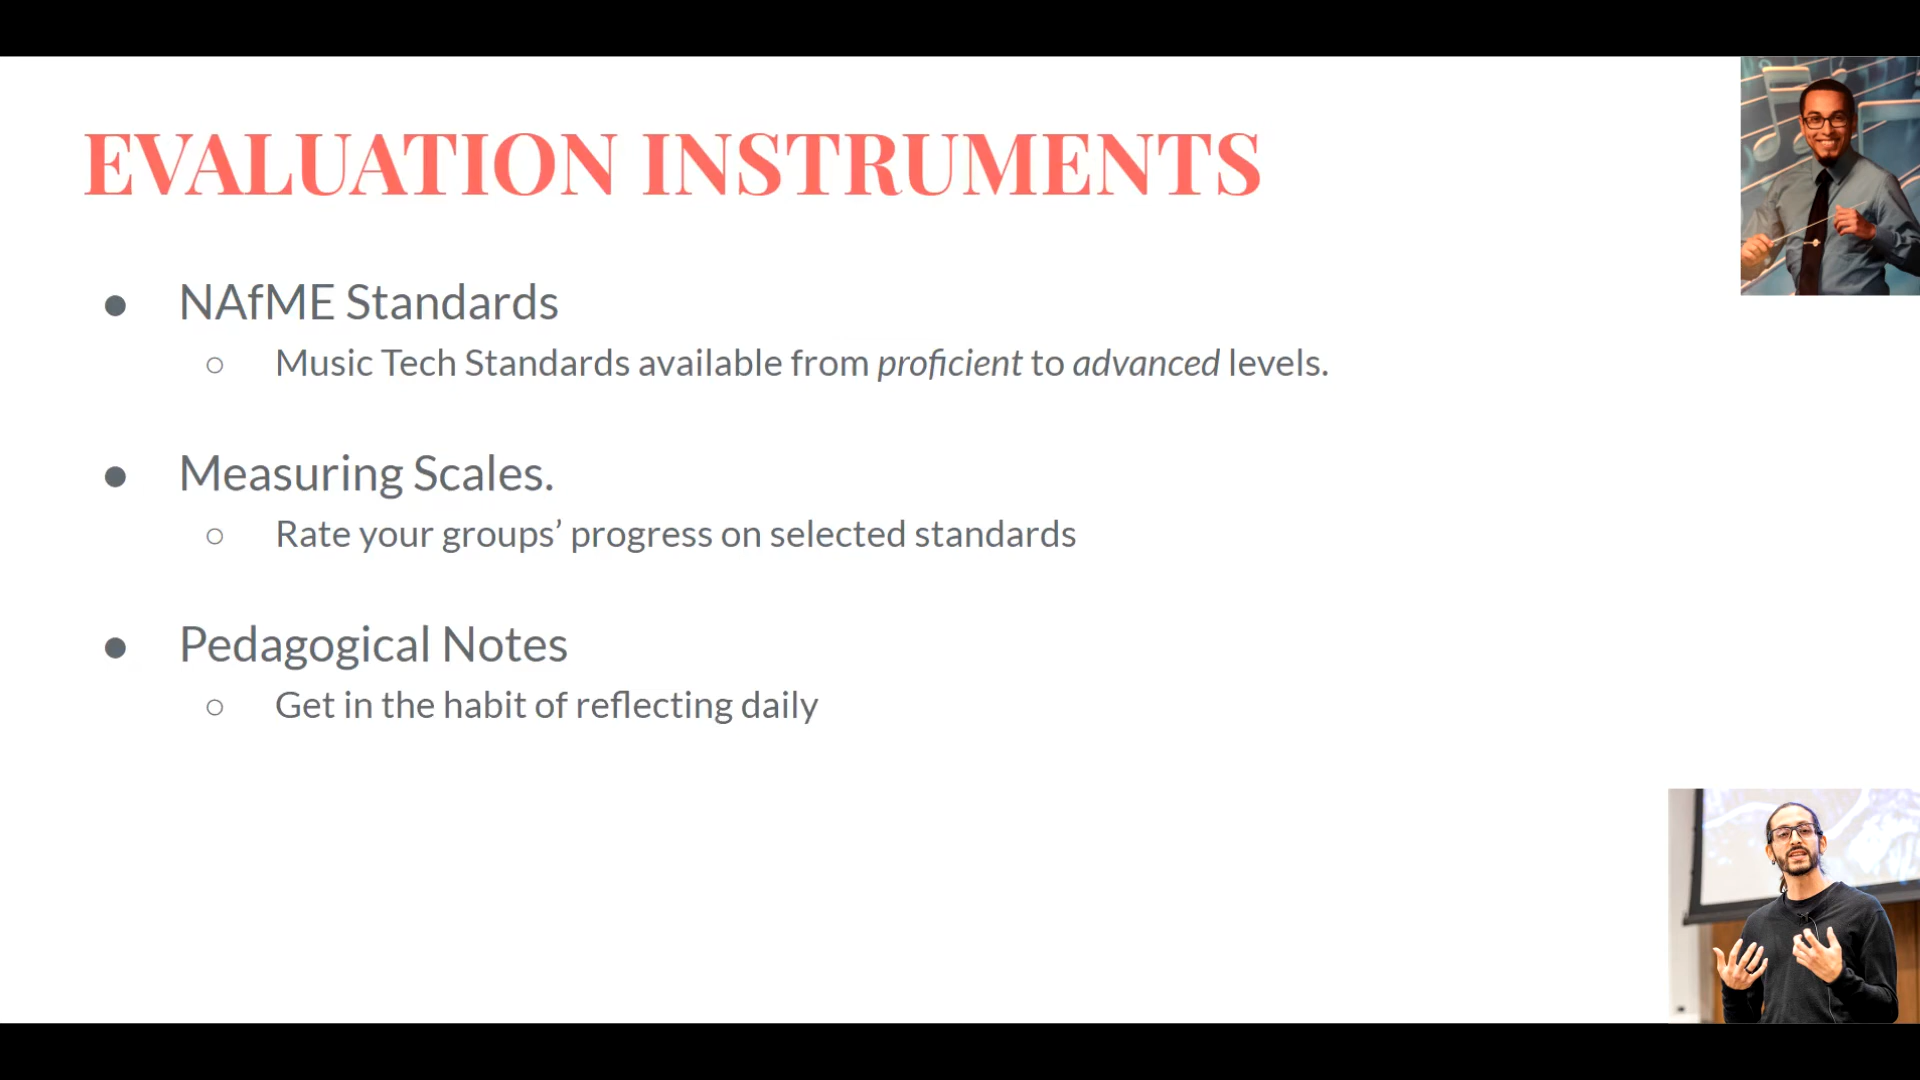 EVALUATION INSTRUMENTS
● NAfME Standards
○ Music Tech Standards available from proficient to advanced levels.
● Measuring Scales.
○ Rate your groups’ progress on selected standards
● Pedagogical Notes
○ Get in the habit of reflecting daily